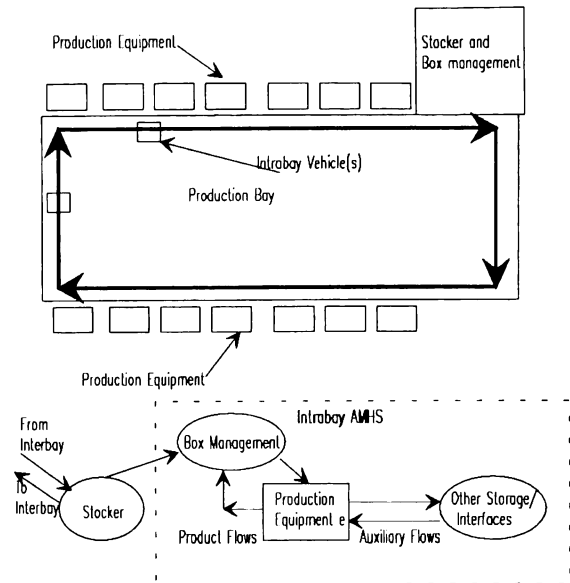 Production Equipment
Stocker and
Box management
Intrabay Vehicle(s)
Production Bay
Production Equipment
Intrabay AMHS
From
Interbay
To
Interbay
Stocker
Box Management
Production
Equipment e
Other Storage/
Interfaces
Product Flows
Auxiliary Flows